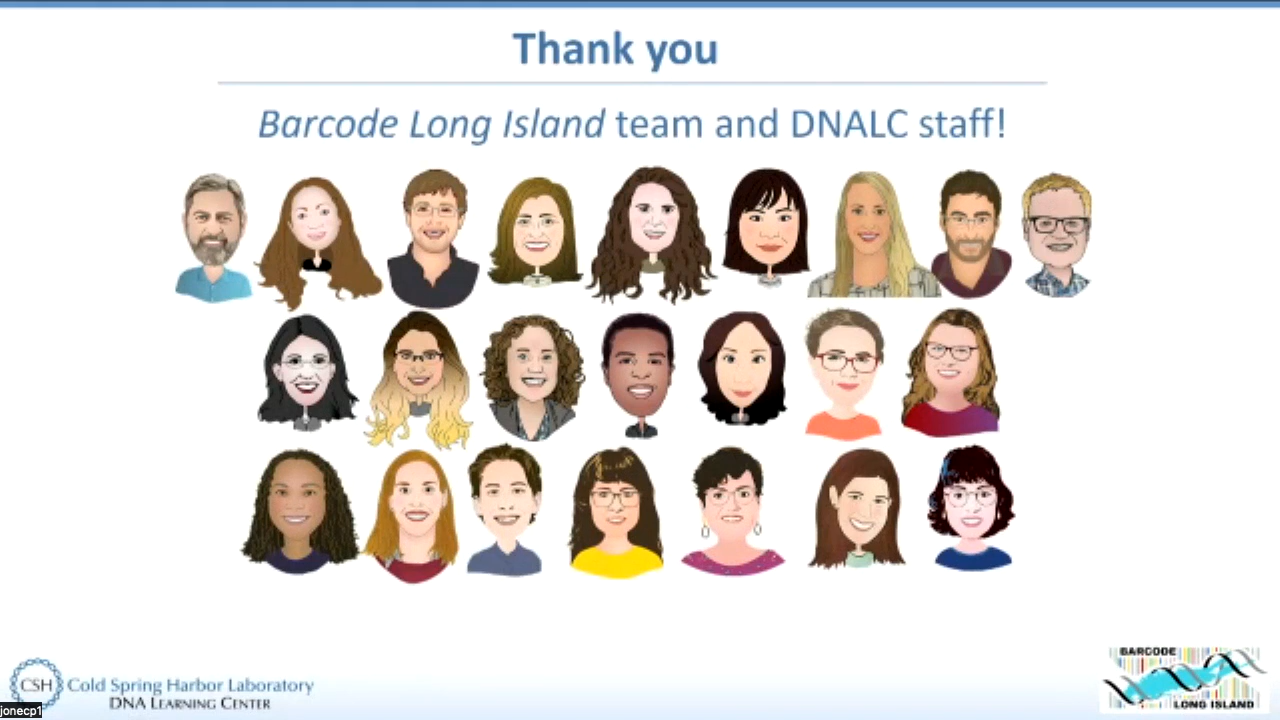 Thank you
Barcode Long Island team and DNALC staff!
CSH Cold Spring Harbor Laboratory
DNA LEARNING CENTER
jonecp1
BARCODE
LONG ISLAND